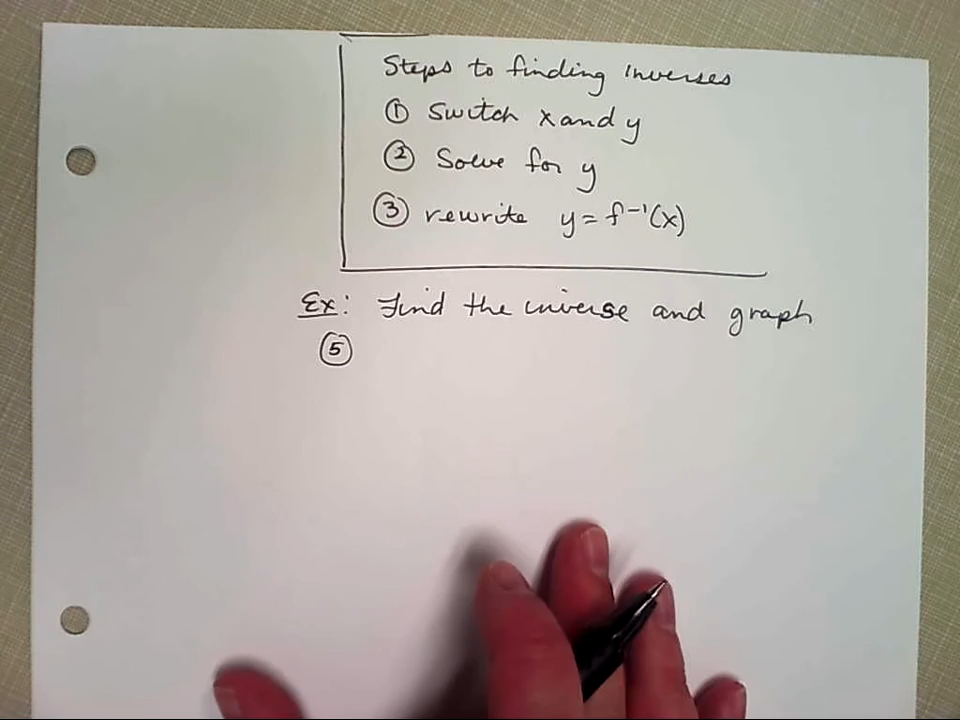 Steps to finding inverses
① Switch x and y
② Solve for y
③ rewrite y = f⁻¹(x)
Ex: Find the inverse and graph
⑤